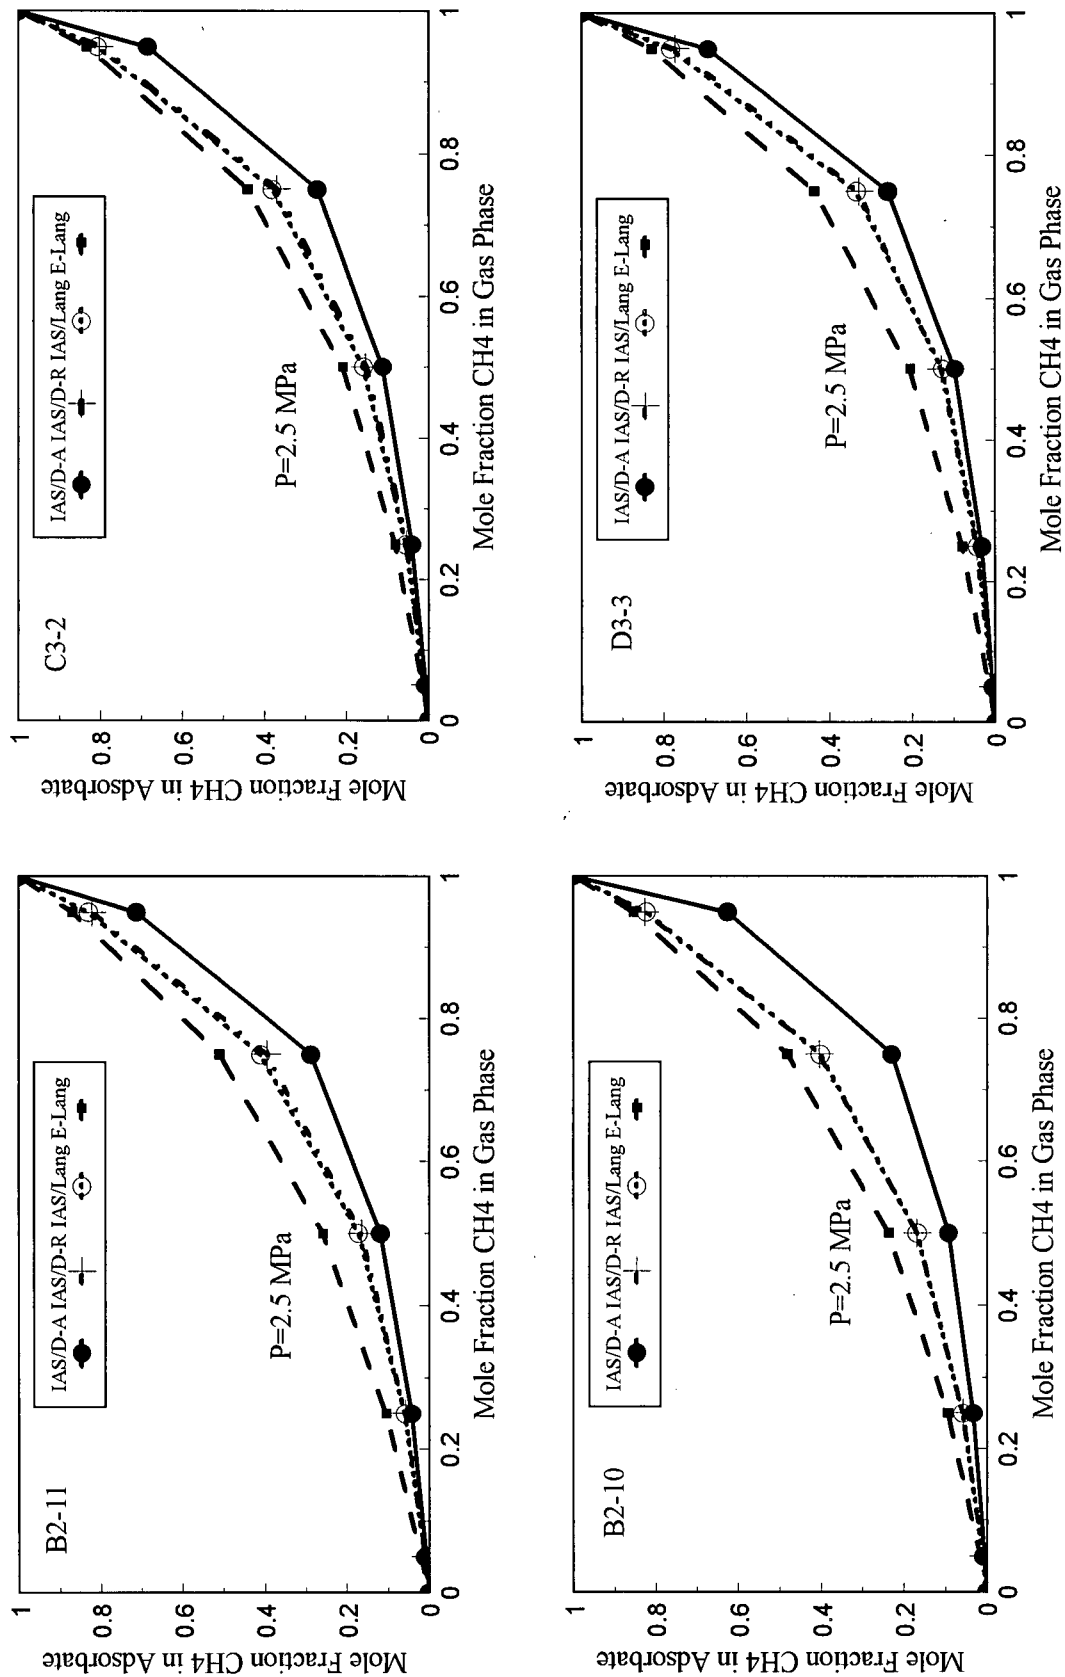 B2-11
IAS/D-A IAS/D-R IAS/Lang E-Lang
P=2.5 MPa
Mole Fraction CH4 in Adsorbate
1
0.8
0.6
0.4
0.2
0
0
0.2
0.4
0.6
0.8
1
Mole Fraction CH4 in Gas Phase
C3-2
IAS/D-A IAS/D-R IAS/Lang E-Lang
P=2.5 MPa
Mole Fraction CH4 in Adsorbate
1
0.8
0.6
0.4
0.2
0
0
0.2
0.4
0.6
0.8
1
Mole Fraction CH4 in Gas Phase
B2-10
IAS/D-A IAS/D-R IAS/Lang E-Lang
P=2.5 MPa
Mole Fraction CH4 in Adsorbate
1
0.8
0.6
0.4
0.2
0
0
0.2
0.4
0.6
0.8
1
Mole Fraction CH4 in Gas Phase
D3-3
IAS/D-A IAS/D-R IAS/Lang E-Lang
P=2.5 MPa
Mole Fraction CH4 in Adsorbate
1
0.8
0.6
0.4
0.2
0
0
0.2
0.4
0.6
0.8
1
Mole Fraction CH4 in Gas Phase